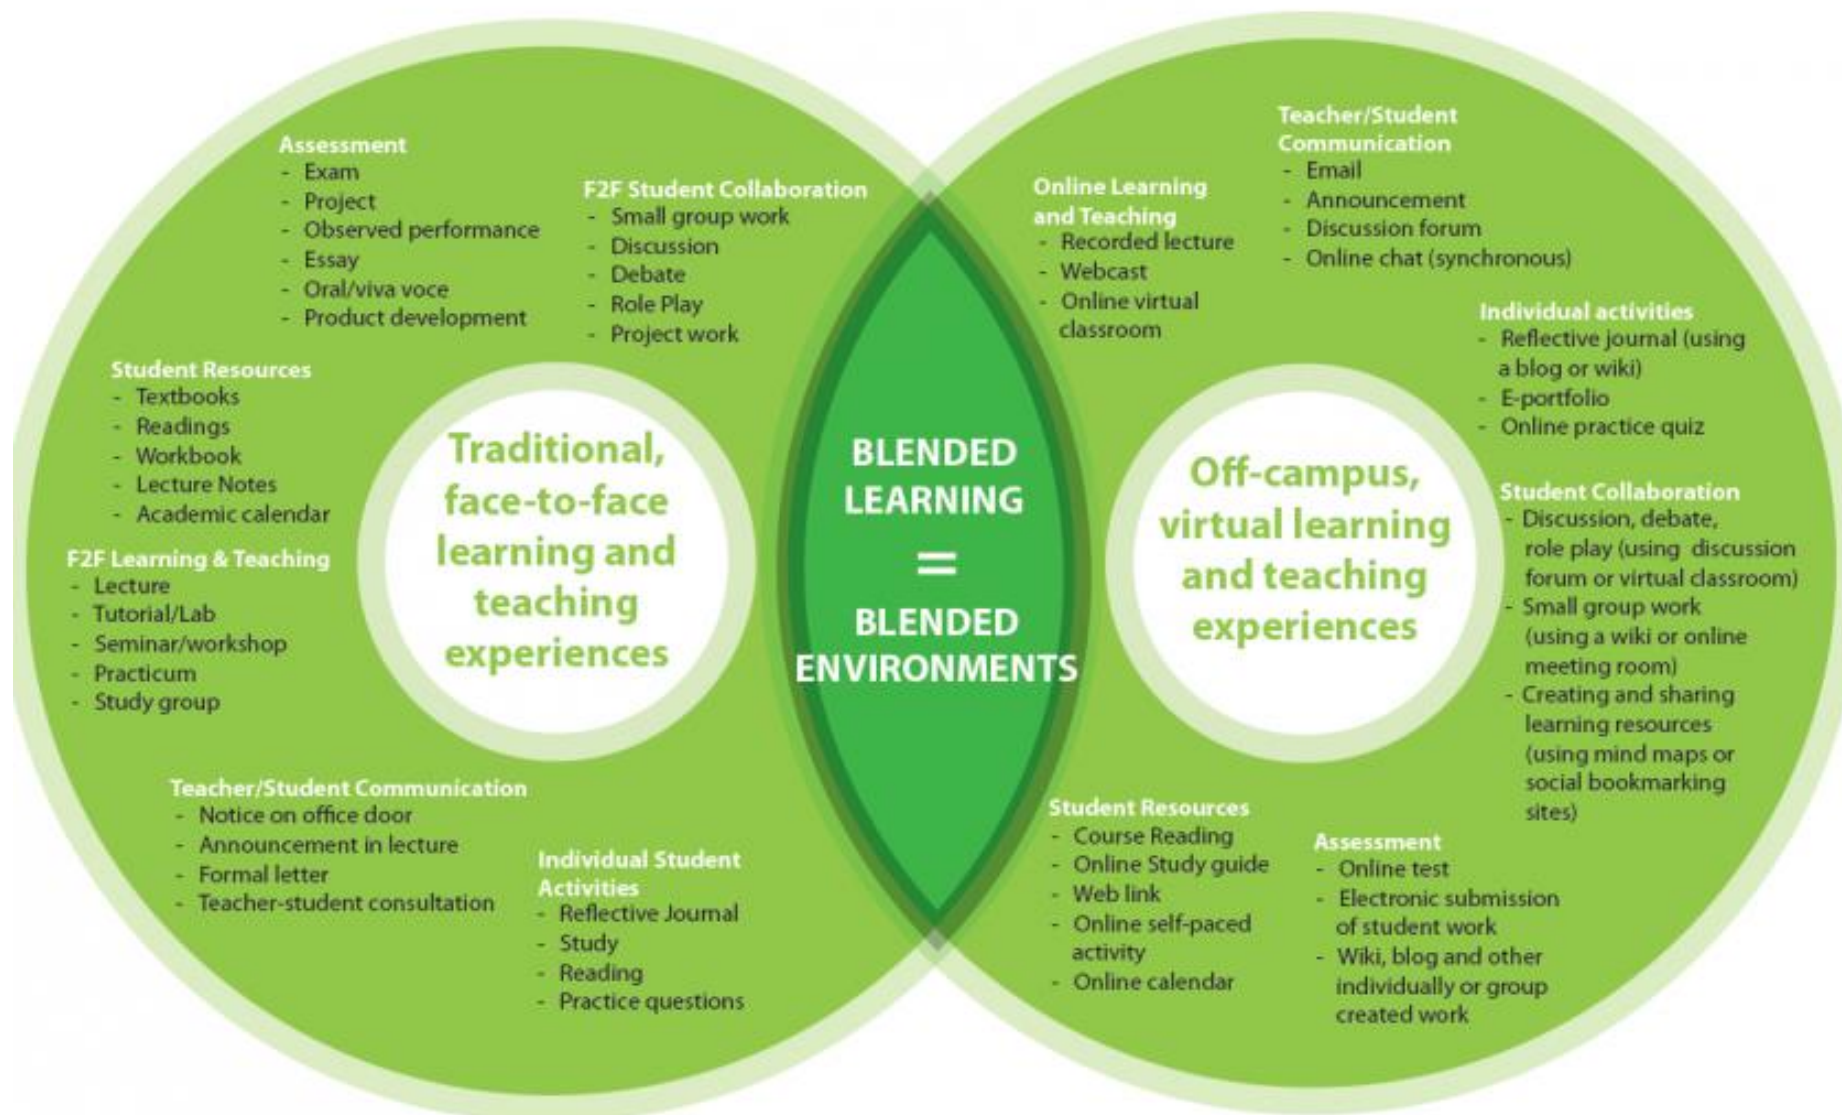 Assessment
- Exam
- Project
- Observed performance
- Essay
- Oral/viva voce
- Product development
F2F Student Collaboration
- Small group work
- Discussion
- Debate
- Role Play
- Project work
Student Resources
- Textbooks
- Readings
- Workbook
- Lecture Notes
- Academic calendar
F2F Learning & Teaching
- Lecture
- Tutorial/Lab
- Seminar/workshop
- Practicum
- Study group
Traditional,
face-to-face
learning and
teaching
experiences
Teacher/Student Communication
- Notice on office door
- Announcement in lecture
- Formal letter
- Teacher-student consultation
Individual Student
Activities
- Reflective Journal
- Study
- Reading
- Practice questions
BLENDED
LEARNING
=
BLENDED
ENVIRONMENTS
Online Learning
and Teaching
- Recorded lecture
- Webcast
- Online virtual
classroom
Teacher/Student
Communication
- Email
- Announcement
- Discussion forum
- Online chat (synchronous)
Individual activities
- Reflective journal (using
a blog or wiki)
- E-portfolio
- Online practice quiz
Off-campus,
virtual learning
and teaching
experiences
Student Collaboration
- Discussion, debate,
role play (using discussion
forum or virtual classroom)
- Small group work
(using a wiki or online
meeting room)
- Creating and sharing
learning resources
(using mind maps or
social bookmarking
sites)
Student Resources
- Course Reading
- Online Study guide
- Web link
- Online self-paced
activity
- Online calendar
Assessment
- Online test
- Electronic submission
of student work
- Wiki, blog and other
individually or group
created work